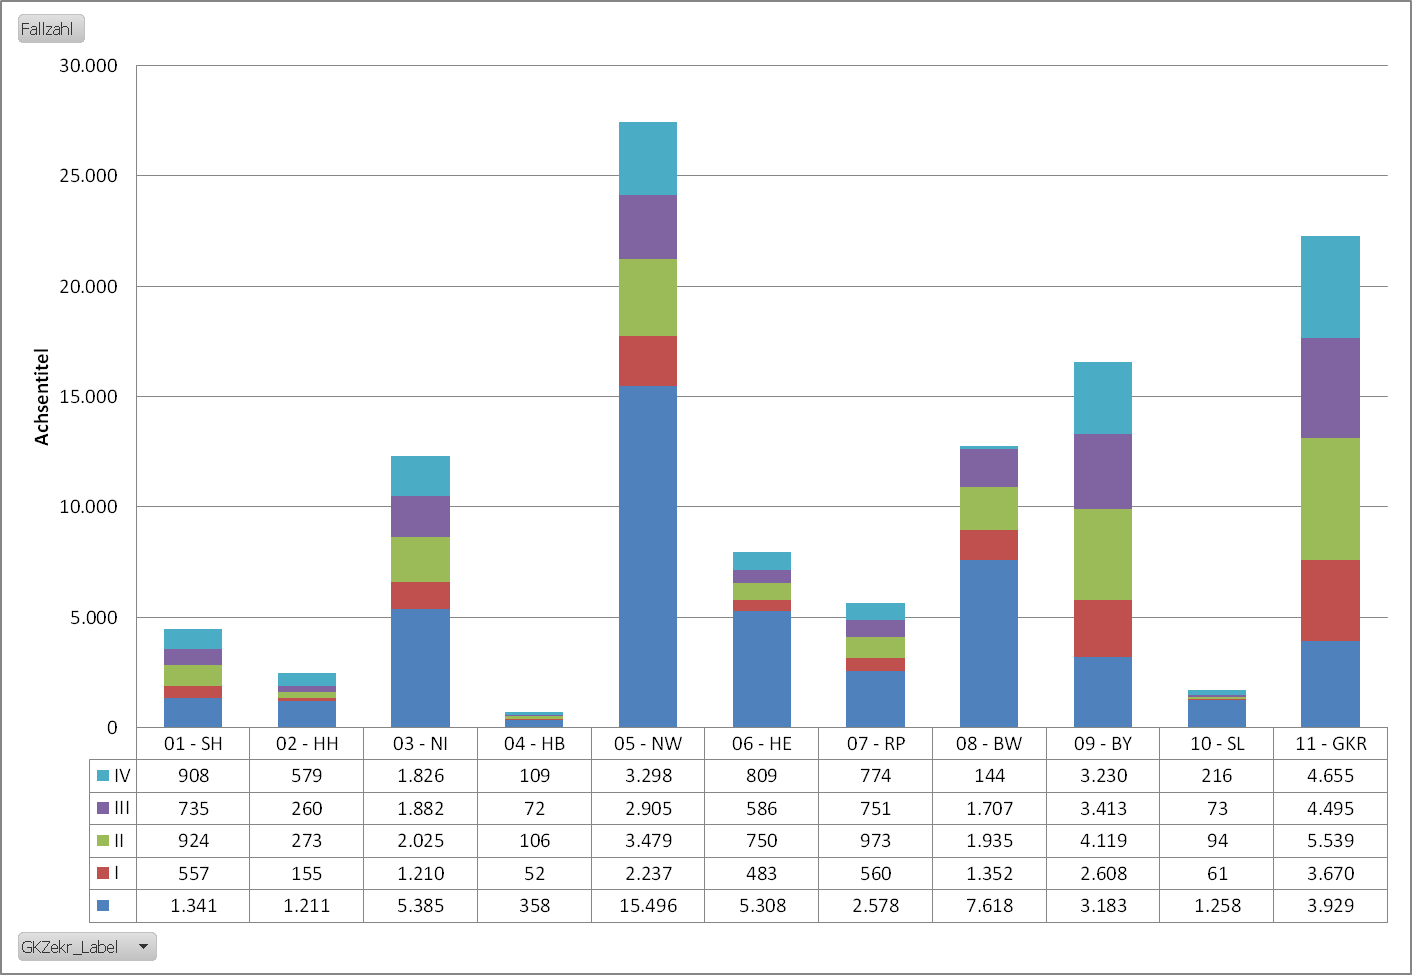 Fallzahl
30.000
25.000
20.000
15.000
10.000
5.000
0
Achsentitel
01 - SH 02 - HH 03 - NI 04 - HB 05 - NW 06 - HE 07 - RP 08 - BW 09 - BY 10 - SL 11 - GKR
IV 908 579 1.826 109 3.298 809 774 144 3.230 216 4.655
III 735 260 1.882 72 2.905 586 751 1.707 3.413 73 4.495
II 924 273 2.025 106 3.479 750 973 1.935 4.119 94 5.539
I 557 155 1.210 52 2.237 483 560 1.352 2.608 61 3.670
1.341 1.211 5.385 358 15.496 5.308 2.578 7.618 3.183 1.258 3.929
GKZekr_Label